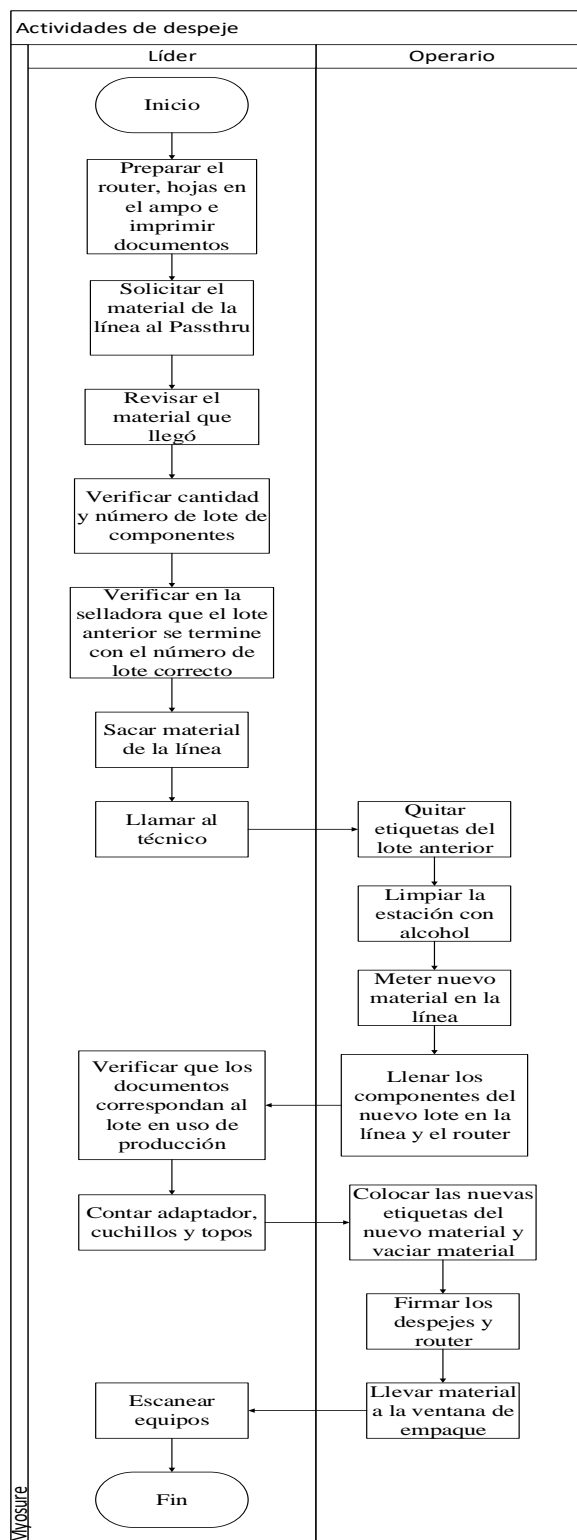 Actividades de despeje
Líder
Operario
Inicio
Preparar el
router, hojas en
el ampo e
imprimir
documentos
Solicitar el
material de la
línea al Passthru
Revisar el
material que
llegó
Verificar cantidad
y número de lote de
componentes
Verificar en la
selladora que el lote
anterior se termine
con el número de
lote correcto
Sacar material
de la línea
Llamar al
técnico
Quitar
etiquetas del
lote anterior
Limpiar la
estación con
alcohol
Meter nuevo
material en la
línea
Llenar los
componentes del
nuevo lote en la
línea y el router
Verificar que los
documentos
correspondan al
lote en uso de
producción
Contar adaptador,
cuchillos y topos
Colocar las nuevas
etiquetas del
nuevo material y
vaciar material
Firmar los
despejes y
router
Llevar material
a la ventana de
empaque
Escanear
equipos
Fin
Myosure